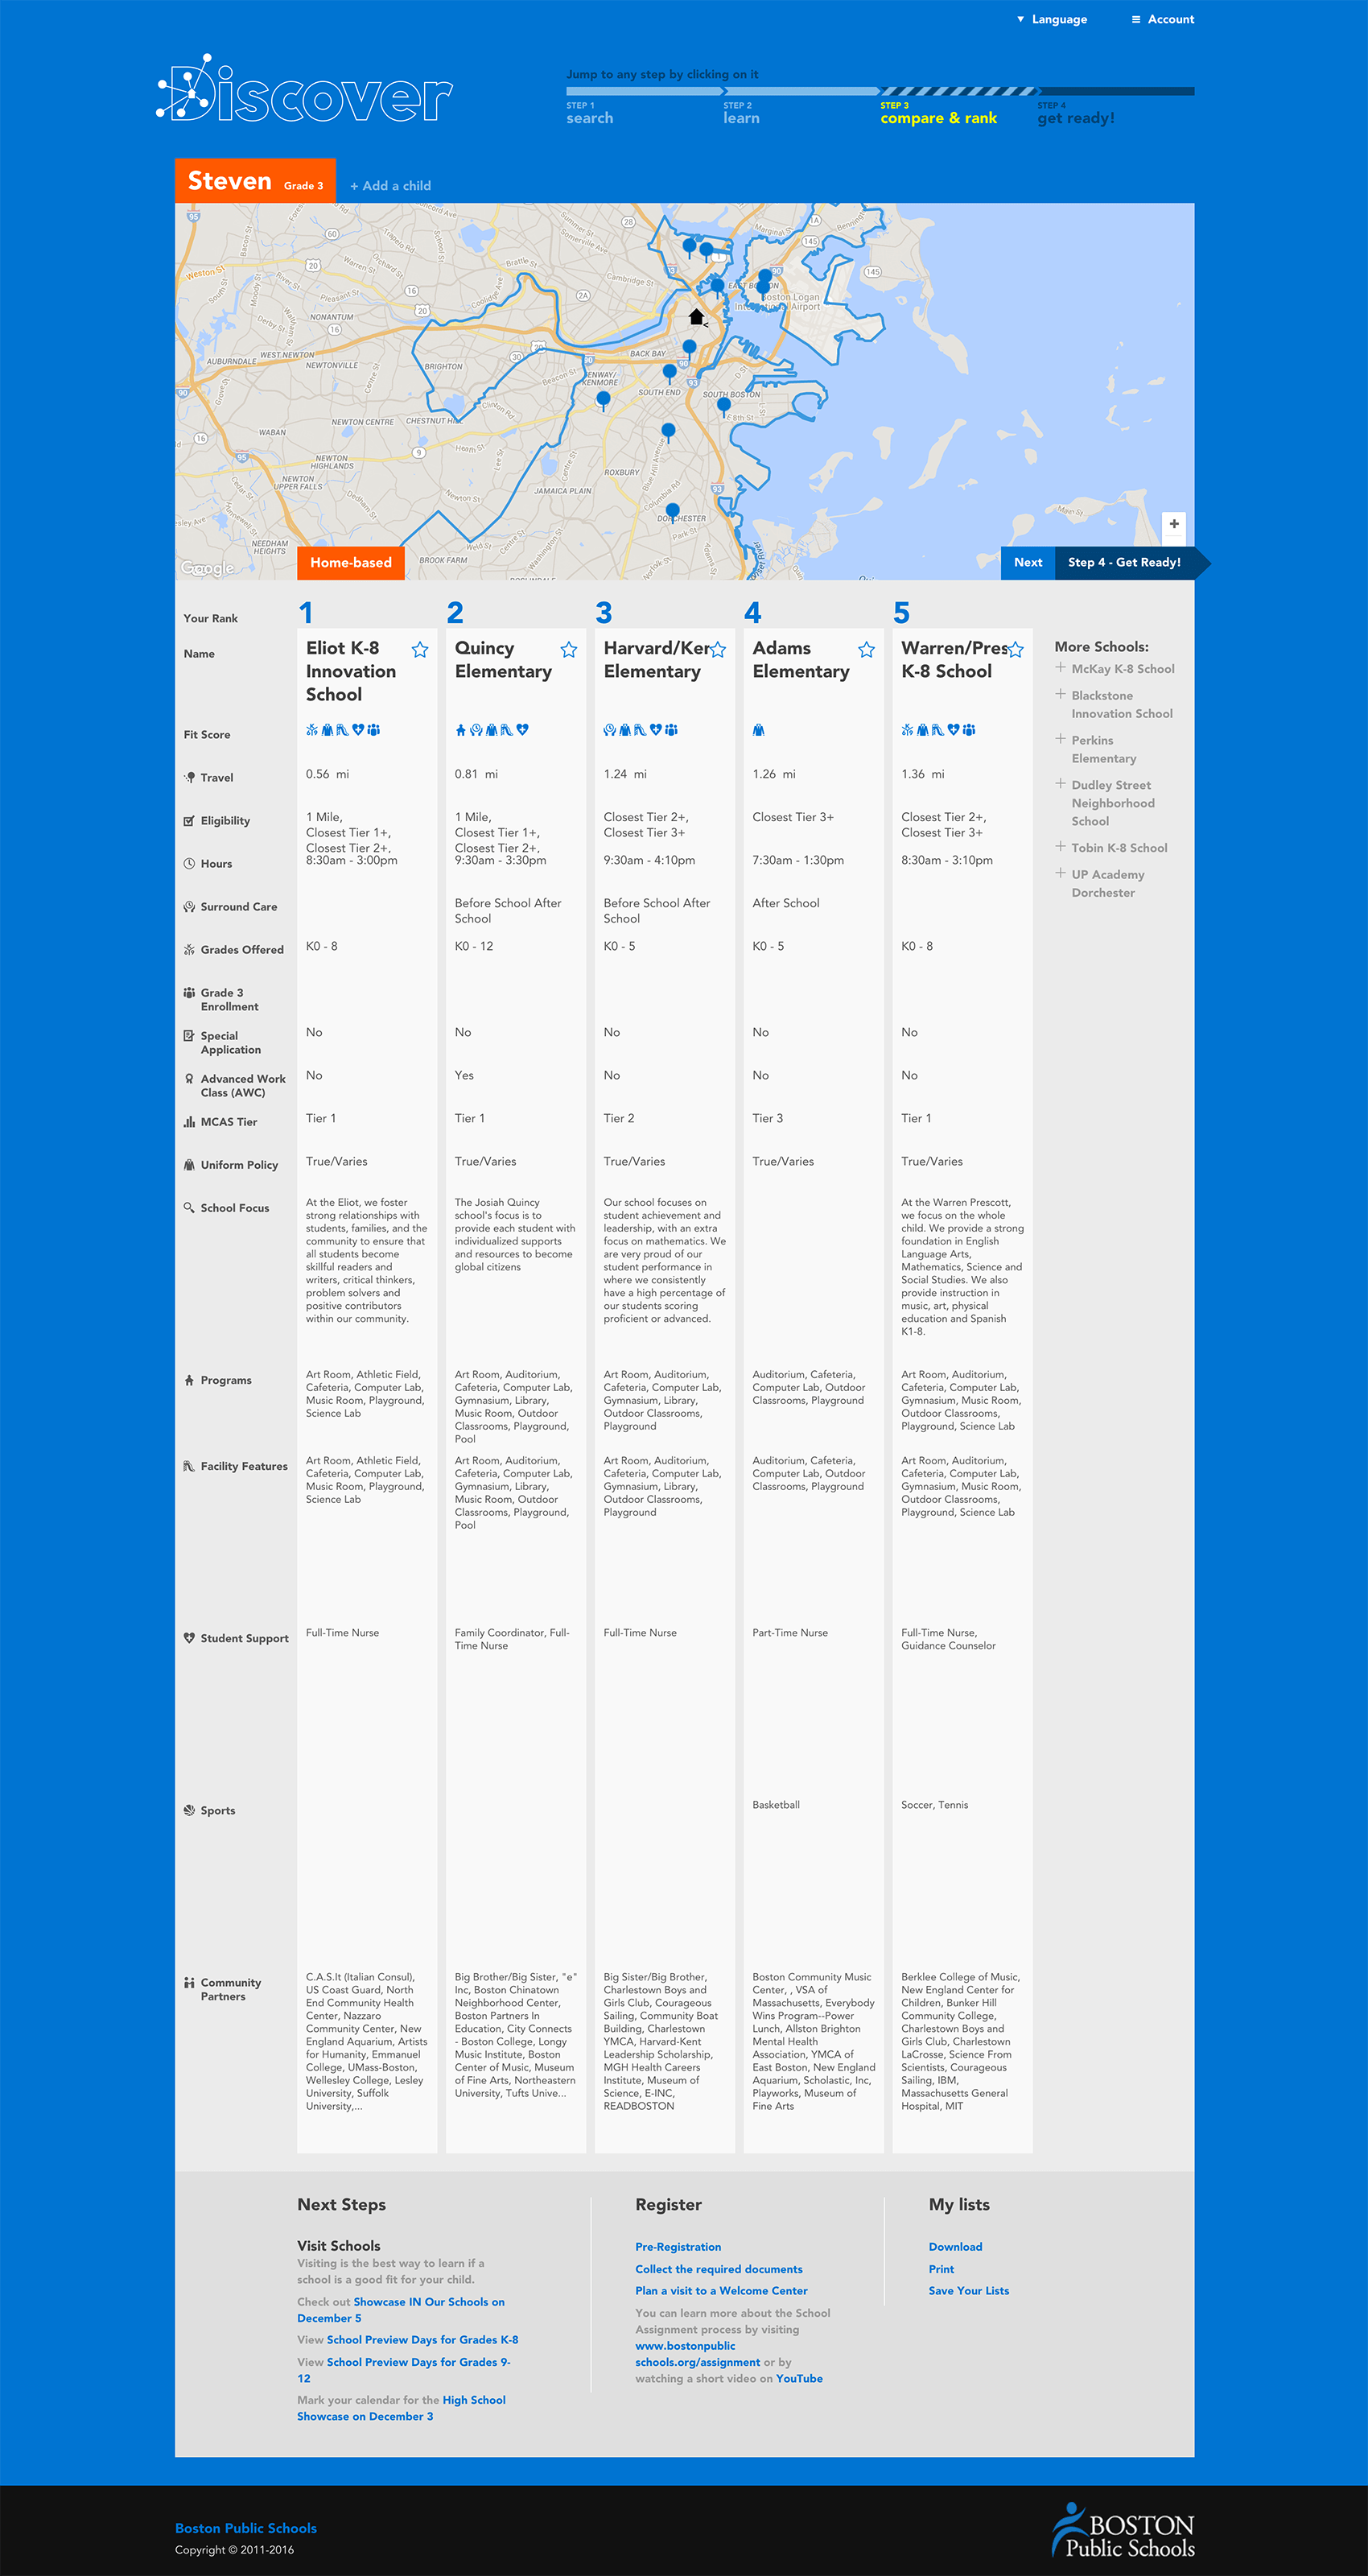 Language
Account
Discover
Jump to any step by clicking on it
STEP 1
search
STEP 2
learn
STEP 3
compare & rank
STEP 4
get ready!
Steven Grade 3
+ Add a child
WEST NEWTON
NEWTONVILLE
AUBURNDALE
NONANTUM
WABAN
NEWTON CENTRE
NEWTON
HIGHLANDS
NEWTON
UPPER FALLS
NEEDHAM
HEIGHTS
BRIGHTON
CHESTNUT HILL
BACK BAY
SOUTH END
SOUTH BOSTON
ROXBURY
JAMAICA PLAIN
BROOK FARM
Google
Home-based
+
Next
Step 4 - Get Ready!
Your Rank
1
2
3
4
5
Name
Eliot K-8
Innovation
School
Quincy
Elementary
Harvard/Ker
Elementary
Adams
Elementary
Warren/Pres
K-8 School
More Schools:
McKay K-8 School
Blackstone
Innovation School
Perkins
Elementary
Dudley Street
Neighborhood
School
Tobin K-8 School
UP Academy
Dorchester
Fit Score
Travel
0.56 mi
0.81 mi
1.24 mi
1.26 mi
1.36 mi
Eligibility
1 Mile,
Closest Tier 1+,
Closest Tier 2+,
1 Mile,
Closest Tier 1+,
Closest Tier 2+,
Closest Tier 2+,
Closest Tier 3+
Closest Tier 3+
Closest Tier 2+,
Closest Tier 3+
Hours
8:30am - 3:00pm
9:30am - 3:30pm
9:30am - 4:10pm
7:30am - 1:30pm
8:30am - 3:10pm
Surround Care
Before School After
School
Before School After
School
After School
Grades Offered
K0 - 8
K0 - 12
K0 - 5
K0 - 5
K0 - 8
Grade 3
Enrollment
Special
Application
No
No
No
No
No
Advanced Work
Class (AWC)
No
Yes
No
No
No
MCAS Tier
Tier 1
Tier 1
Tier 2
Tier 3
Tier 1
Uniform Policy
True/Varies
True/Varies
True/Varies
True/Varies
True/Varies
School Focus
At the Eliot, we foster
strong relationships with
students, families, and the
community to ensure that
all students become
skillful readers and
writers, critical thinkers,
problem solvers and
positive contributors
within our community.
The Josiah Quincy
school's focus is to
provide each student with
individualized supports
and resources to become
global citizens
Our school focuses on
student achievement and
leadership, with an extra
focus on mathematics. We
are very proud of our
student performance in
where we consistently
have a high percentage of
our students scoring
proficient or advanced.
At the Warren Prescott,
we focus on the whole
child. We provide a strong
foundation in English
Language Arts,
Mathematics, Science and
Social Studies. We also
provide instruction in
music, art, physical
education and Spanish
K1-8.
Programs
Art Room, Athletic Field,
Cafeteria, Computer Lab,
Music Room, Playground,
Science Lab
Art Room, Auditorium,
Cafeteria, Computer Lab,
Gymnasium, Library,
Music Room, Outdoor
Classrooms, Playground,
Pool
Art Room, Auditorium,
Cafeteria, Computer Lab,
Gymnasium, Library,
Outdoor Classrooms,
Playground
Auditorium, Cafeteria,
Computer Lab, Outdoor
Classrooms, Playground
Art Room, Auditorium,
Cafeteria, Computer Lab,
Gymnasium, Music Room,
Outdoor Classrooms,
Playground, Science Lab
Facility Features
Art Room, Athletic Field,
Cafeteria, Computer Lab,
Music Room, Playground,
Science Lab
Art Room, Auditorium,
Cafeteria, Computer Lab,
Gymnasium, Library,
Music Room, Outdoor
Classrooms, Playground,
Pool
Art Room, Auditorium,
Cafeteria, Computer Lab,
Gymnasium, Library,
Outdoor Classrooms,
Playground
Auditorium, Cafeteria,
Computer Lab, Outdoor
Classrooms, Playground
Art Room, Auditorium,
Cafeteria, Computer Lab,
Gymnasium, Music Room,
Outdoor Classrooms,
Playground, Science Lab
Student Support
Full-Time Nurse
Family Coordinator, Full-
Time Nurse
Full-Time Nurse
Part-Time Nurse
Full-Time Nurse,
Guidance Counselor
Sports
Basketball
Soccer, Tennis
Community
Partners
C.A.S.It (Italian Consul),
US Coast Guard, North
End Community Health
Center, Nazzaro
Community Center, New
England Aquarium, Artists
for Humanity, Emmanuel
College, UMass-Boston,
Wellesley College, Lesley
University, Suffolk
University,...
Big Brother/Big Sister, "e"
Inc, Boston Chinatown
Neighborhood Center,
Boston Partners In
Education, City Connects
- Boston College, Longy
Music Institute, Boston
Center of Music, Museum
of Fine Arts, Northeastern
University, Tufts Unive...
Big Sister/Big Brother,
Charlestown Boys and
Girls Club, Courageous
Sailing, Community Boat
Building, Charlestown
YMCA, Harvard-Kent
Leadership Scholarship,
MGH Health Careers
Institute, Museum of
Science, E-INC,
READBOSTON
Boston Community Music
Center, , VSA of
Massachusetts, Everybody
Wins Program--Power
Lunch, Allston Brighton
Mental Health
Association, YMCA of
East Boston, New England
Aquarium, Scholastic, Inc,
Playworks, Museum of
Fine Arts
Berklee College of Music,
New England Center for
Children, Bunker Hill
Community College,
Charlestown Boys and
Girls Club, Charlestown
LaCrosse, Science From
Scientists, Courageous
Sailing, IBM,
Massachusetts General
Hospital, MIT
Next Steps
Visit Schools
Visiting is the best way to learn if a
school is a good fit for your child.
Check out Showcase IN Our Schools on
December 5
View School Preview Days for Grades K-8
View School Preview Days for Grades 9-
12
Mark your calendar for the High School
Showcase on December 3
Register
Pre-Registration
Collect the required documents
Plan a visit to a Welcome Center
You can learn more about the School
Assignment process by visiting
www.bostonpublic
schools.org/assignment or by
watching a short video on YouTube
My lists
Download
Print
Save Your Lists
Boston Public Schools
Copyright © 2011-2016
BOSTON
Public Schools